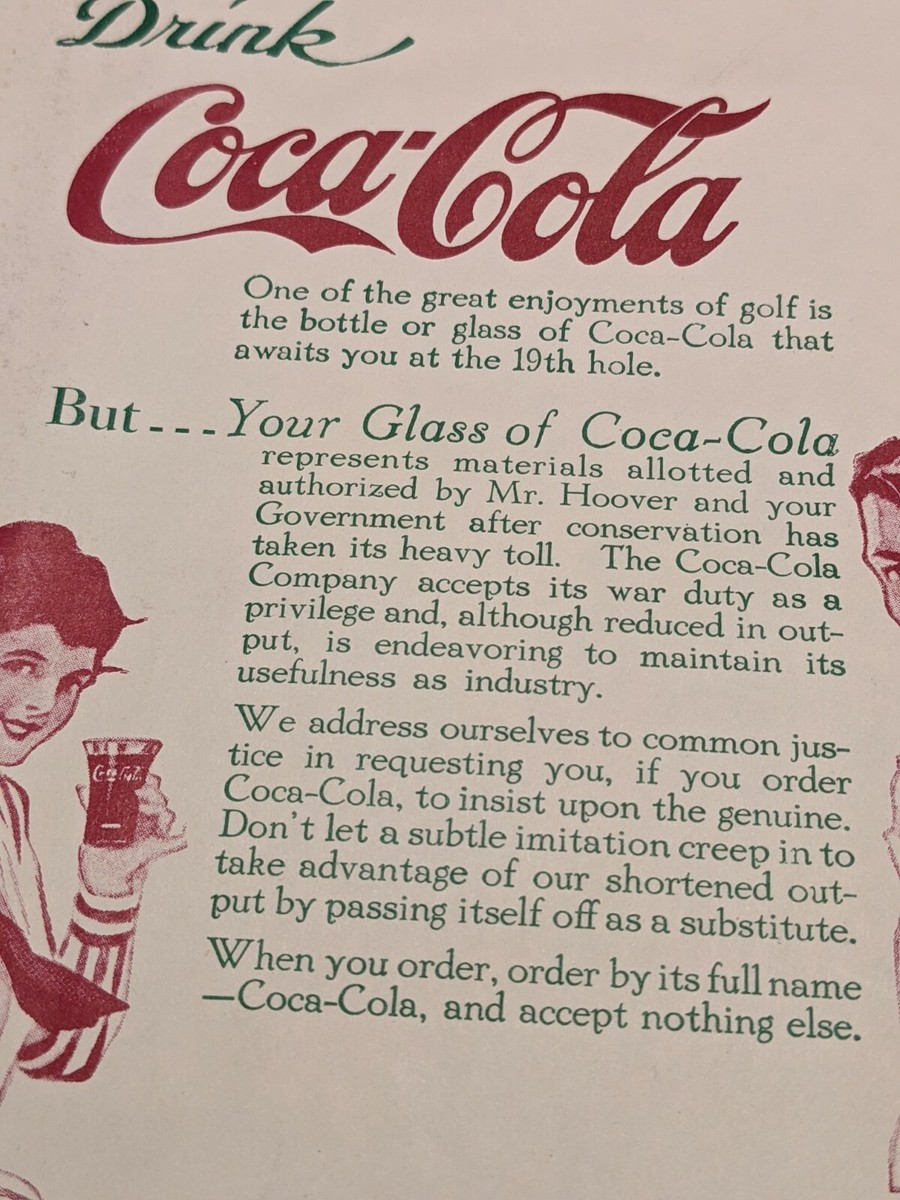 Drink
Coca-Cola
One of the great enjoyments of golf is
the bottle or glass of Coca-Cola that
awaits you at the 19th hole.
But...Your Glass of Coca-Cola
represents materials allotted and
authorized by Mr. Hoover and your
Government after conservation has
taken its heavy toll. The Coca-Cola
Company accepts its war duty as a
privilege and, although reduced in out-
put, is endeavoring to maintain its
usefulness as industry.
We address ourselves to common jus-
tice in requesting you, if you order
Coca-Cola, to insist upon the genuine.
Don't let a subtle imitation creep in to
take advantage of our shortened out-
put by passing itself off as a substitute.
When you order, order by its full name
—Coca-Cola, and accept nothing else.